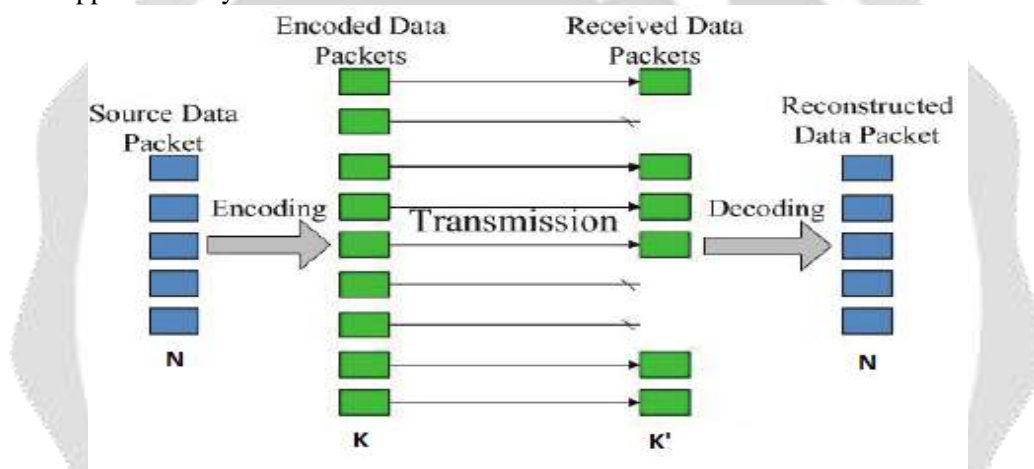 Encoded Data
Packets
Received Data
Packets
Source Data
Packet
Reconstructed
Data Packet
Encoding
Transmission
Decoding
N
K
K'
N